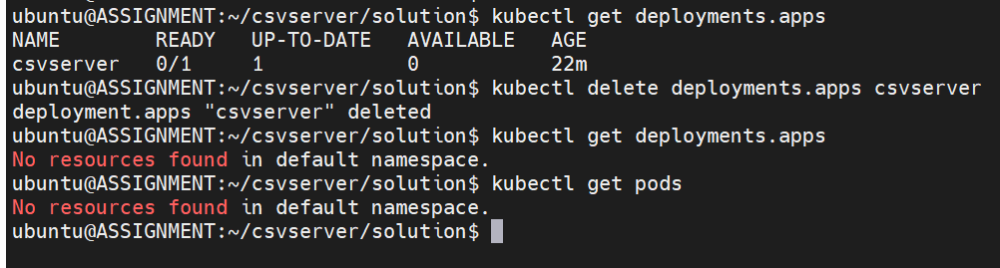 ubuntu@ASSIGNMENT:~/csvserver/solution$ kubectl get deployments.apps
NAME        READY   UP-TO-DATE   AVAILABLE   AGE
csvserver   0/1     1            0           22m
ubuntu@ASSIGNMENT:~/csvserver/solution$ kubectl delete deployments.apps csvserver
deployment.apps "csvserver" deleted
ubuntu@ASSIGNMENT:~/csvserver/solution$ kubectl get deployments.apps
No resources found in default namespace.
ubuntu@ASSIGNMENT:~/csvserver/solution$ kubectl get pods
No resources found in default namespace.
ubuntu@ASSIGNMENT:~/csvserver/solution$